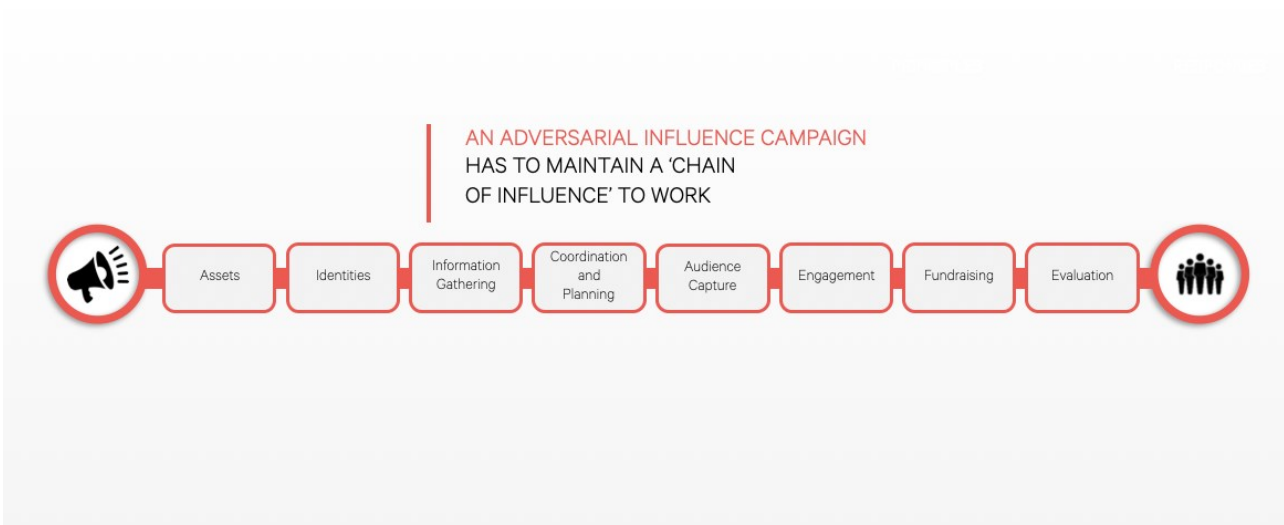 AN ADVERSARIAL INFLUENCE CAMPAIGN
HAS TO MAINTAIN A ‘CHAIN
OF INFLUENCE’ TO WORK
Assets
Identities
Information
Gathering
Coordination
and
Planning
Audience
Capture
Engagement
Fundraising
Evaluation